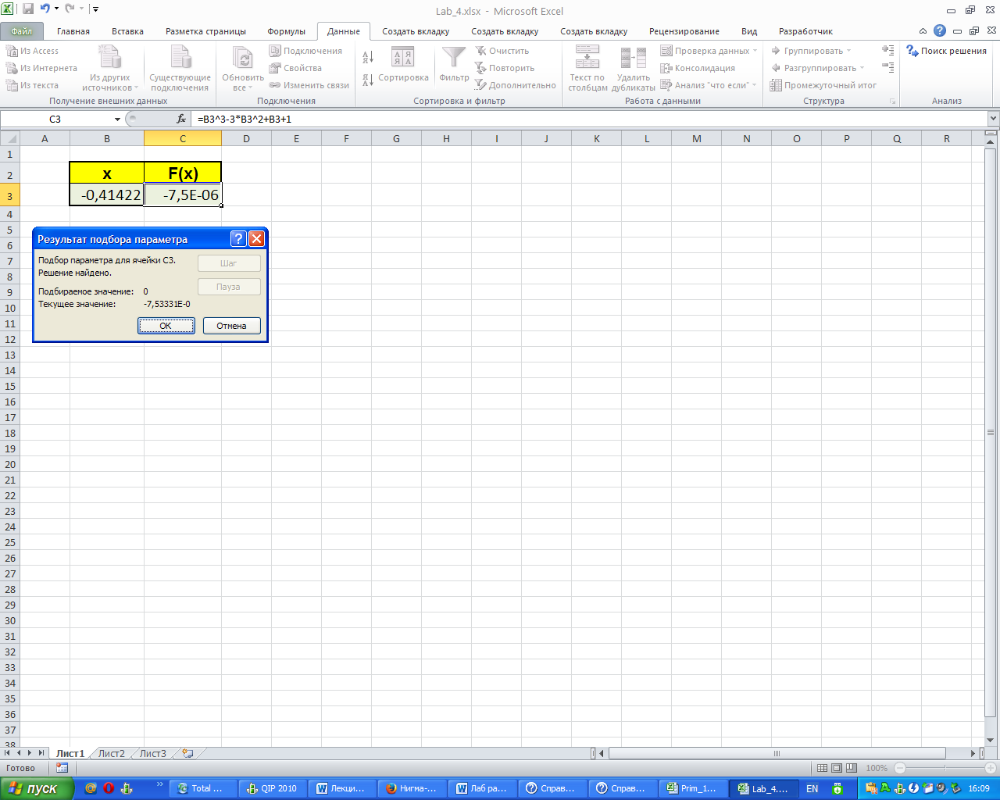 Lab_4.xlsx - Microsoft Excel
Файл Главная Вставка Разметка страницы Формулы Данные Создать вкладку Создать вкладку Создать вкладку Рецензирование Вид Разработчик
Из Access
Из Интернета
Из текста
Из других источников
Существующие подключения
Получение внешних данных
Обновить все
Подключения
Свойства
Изменить связи
Подключения
Сортировка
Фильтр
Очистить
Повторить
Дополнительно
Сортировка и фильтр
Текст по столбцам
Удалить дубликаты
Проверка данных
Консолидация
Анализ "что если"
Работа с данными
Группировать
Разгруппировать
Промежуточный итог
Структура
Поиск решения
Анализ
C3 fx =B3^3-3*B3^2+B3+1
A B C D E F G H I J K L M N O P Q R
1
2 x F(x)
3 -0,41422 -7,5E-06
4
5
6
7
8
9
10
11
12
13
14
15
16
17
18
19
20
21
22
23
24
25
26
27
28
29
30
31
32
33
34
35
36
37
38
Результат подбора параметра
Подбор параметра для ячейки C3.
Решение найдено.
Подбираемое значение: 0
Текущее значение: -7,53331E-0
Шаг
Пауза
ОК Отмена
Лист1 Лист2 Лист3
Готово 100%
пуск Total ... QIP 2010 Лекци... Нигма-... Лаб ра... Справ... Справ... Prim_1... Lab_4.... EN 16:09